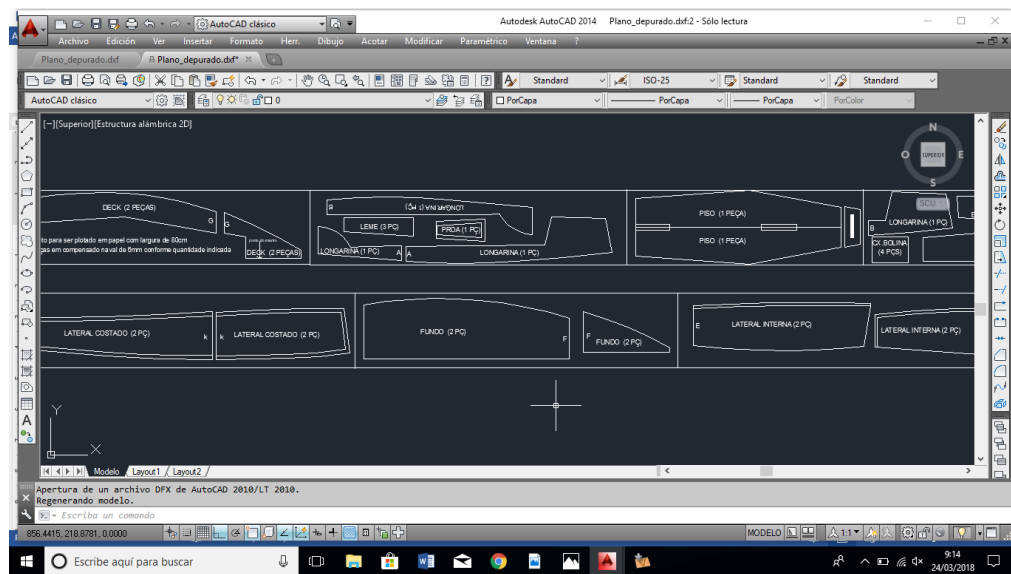 AutoCAD clásico
Autodesk AutoCAD 2014 Plano_depurado.dxf:2 - Sólo lectura
Archivo Edición Ver Insertar Formato Herr. Dibujo Acotar Modificar Paramétrico Ventana ?
Plano_depurado.dxf
Plano_depurado.dxf*
Standard ISO-25 Standard Standard
AutoCAD clásico 0 PorCapa PorCapa PorCapa PorColor
[−][Superior][Estructura alámbrica 2D]
N
O SUPERIOR E
S
SCU
DECK (2 PEÇAS)
G
G
to para ser plotado em papel com largura de 80cm
as em compensado naval de 6mm conforme quantidade indicada
DECK (2 PEÇAS)
B
LONGARINA (1 PÇ)
LEME (3 PÇ)
PROA (1 PÇ)
LONGARINA (1 PÇ)
A
A
LONGARINA (1 PÇ)
PISO (1 PEÇA)
PISO (1 PEÇA)
B
LONGARINA (1 PÇ)
CX BOLINA
(4 PÇS)
LATERAL COSTADO (2 PÇ)
k
k
LATERAL COSTADO (2 PÇ)
FUNDO (2 PÇ)
F
F
FUNDO (2 PÇ)
E
LATERAL INTERNA (2 PÇ)
LATERAL INTERNA (2 PÇ)
Y
X
Modelo Layout1 Layout2
Apertura de un archivo DFX de AutoCAD 2010/LT 2010.
Regenerando modelo.
Escriba un comando
856.4415, 218.8781, 0.0000
MODELO
1:1
Escribe aquí para buscar
9:14
24/03/2018